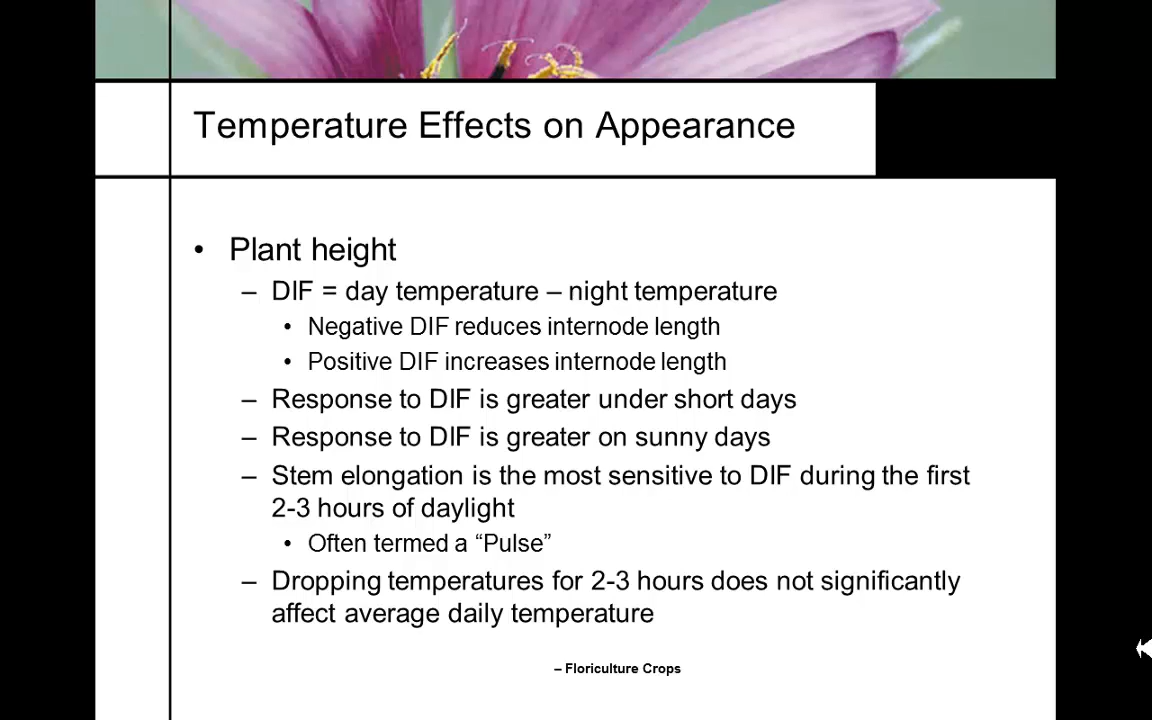 Temperature Effects on Appearance
• Plant height
– DIF = day temperature – night temperature
• Negative DIF reduces internode length
• Positive DIF increases internode length
– Response to DIF is greater under short days
– Response to DIF is greater on sunny days
– Stem elongation is the most sensitive to DIF during the first
2-3 hours of daylight
• Often termed a “Pulse”
– Dropping temperatures for 2-3 hours does not significantly
affect average daily temperature
– Floriculture Crops